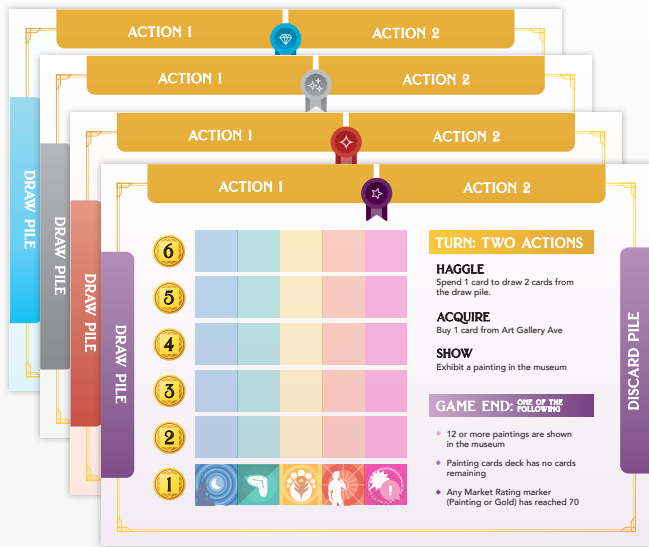 ACTION 1
ACTION 2
ACTION 1
ACTION 2
ACTION 1
ACTION 2
ACTION 1
ACTION 2
DRAW PILE
DRAW PILE
DRAW PILE
DRAW PILE
6
5
4
3
2
1
TURN: TWO ACTIONS
HAGGLE
Spend 1 card to draw 2 cards from
the draw pile.
ACQUIRE
Buy 1 card from Art Gallery Ave
SHOW
Exhibit a painting in the museum
GAME END: ONE OF THE
FOLLOWING
12 or more paintings are shown
in the museum
Painting cards deck has no cards
remaining
Any Market Rating marker
(Painting or Gold) has reached 70
DISCARD PILE